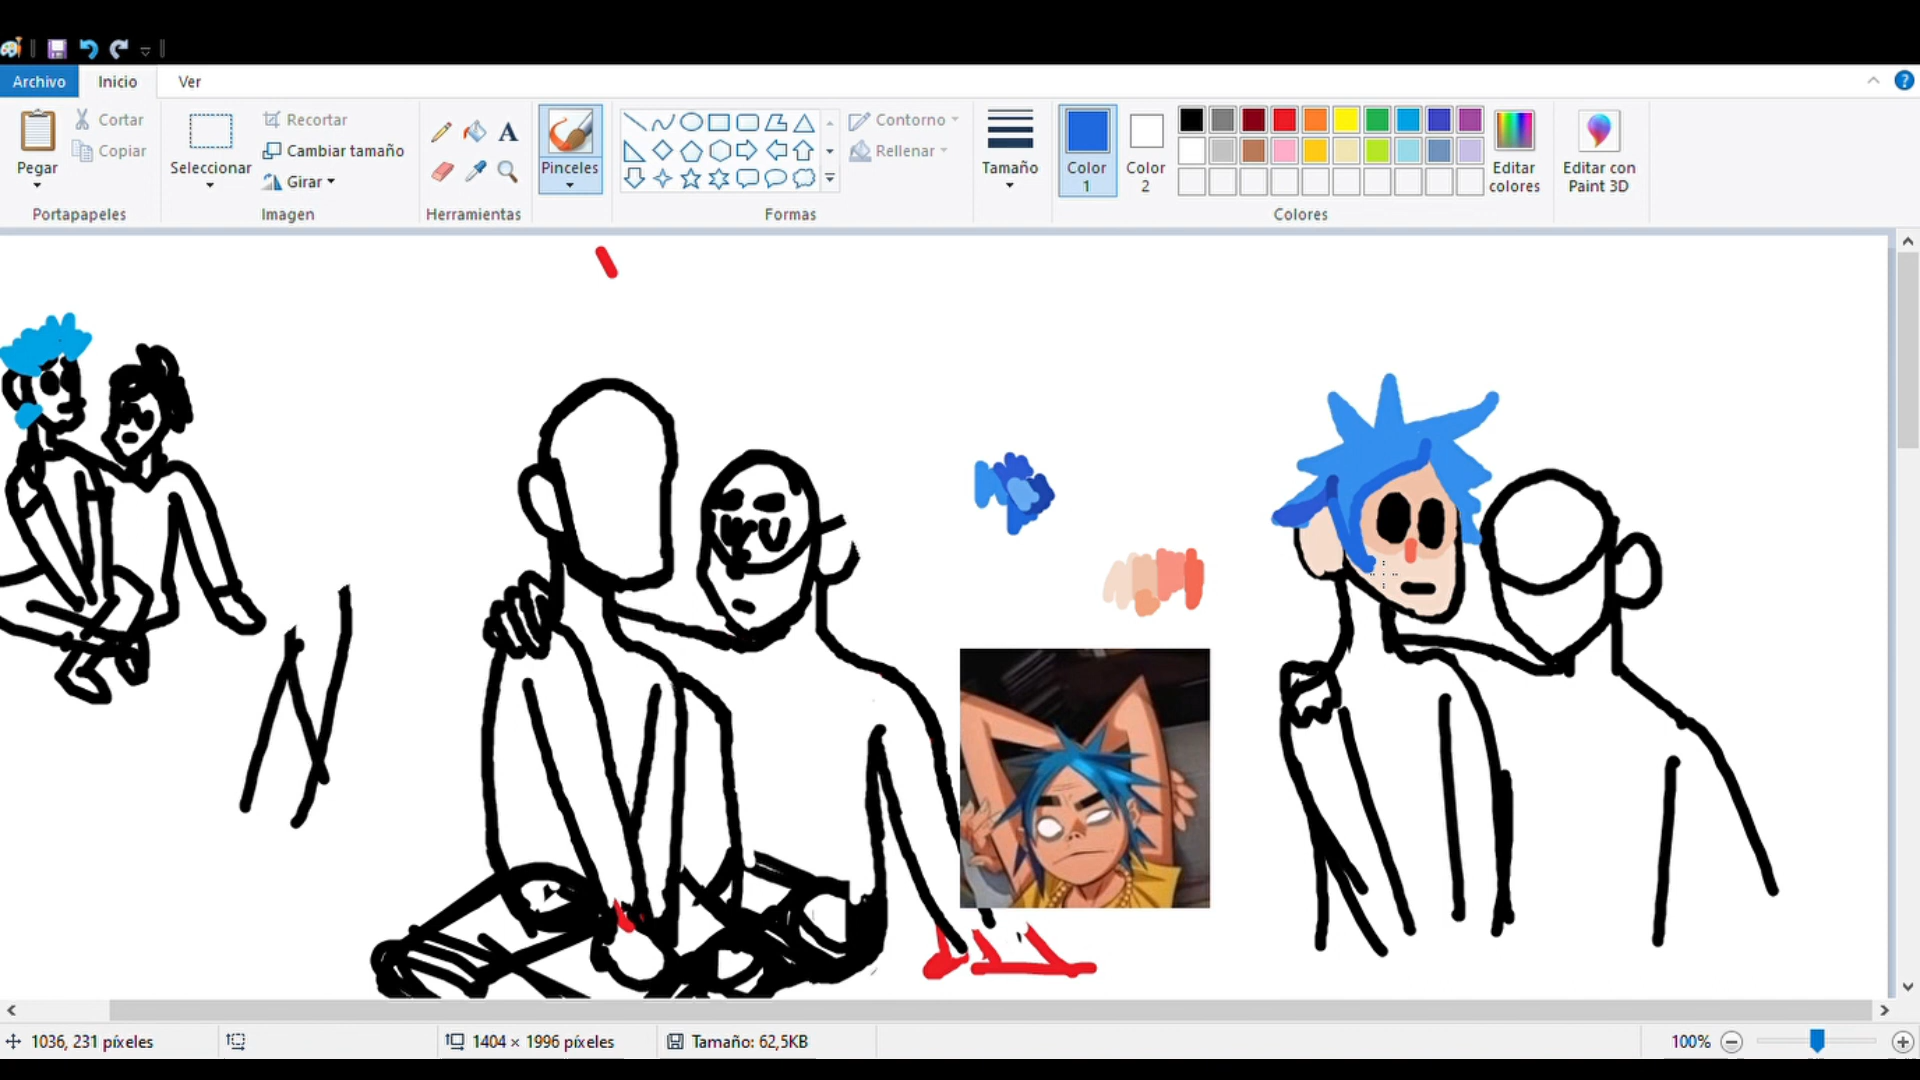 Archivo Inicio Ver
Pegar
Cortar
Copiar
Portapapeles
Seleccionar
Recortar
Cambiar tamaño
Girar
Imagen
A
Herramientas
Pinceles
Formas
Contorno
Rellenar
Tamaño
Color 1
Color 2
Editar colores
Colores
Editar con Paint 3D
1036, 231 píxeles
1404 × 1996 píxeles
Tamaño: 62,5KB
100%